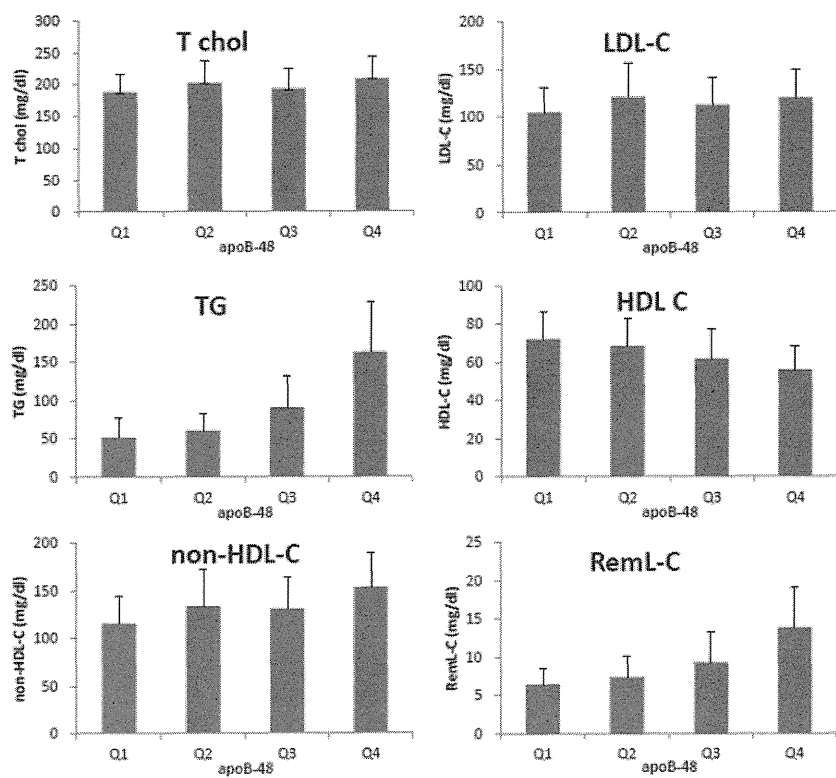 T chol
T chol (mg/dl)
300
250
200
150
100
50
0
Q1 Q2 Q3 Q4
apoB-48
LDL-C
LDL-C (mg/dl)
200
150
100
50
0
Q1 Q2 Q3 Q4
apoB-48
TG
TG (mg/dl)
250
200
150
100
50
0
Q1 Q2 Q3 Q4
apoB-48
HDL C
HDL-C (mg/dl)
100
80
60
40
20
0
Q1 Q2 Q3 Q4
apoB-48
non-HDL-C
non-HDL-C (mg/dl)
200
150
100
50
0
Q1 Q2 Q3 Q4
apoB-48
RemL-C
RemL-C (mg/dl)
25
20
15
10
5
0
Q1 Q2 Q3 Q4
apoB-48